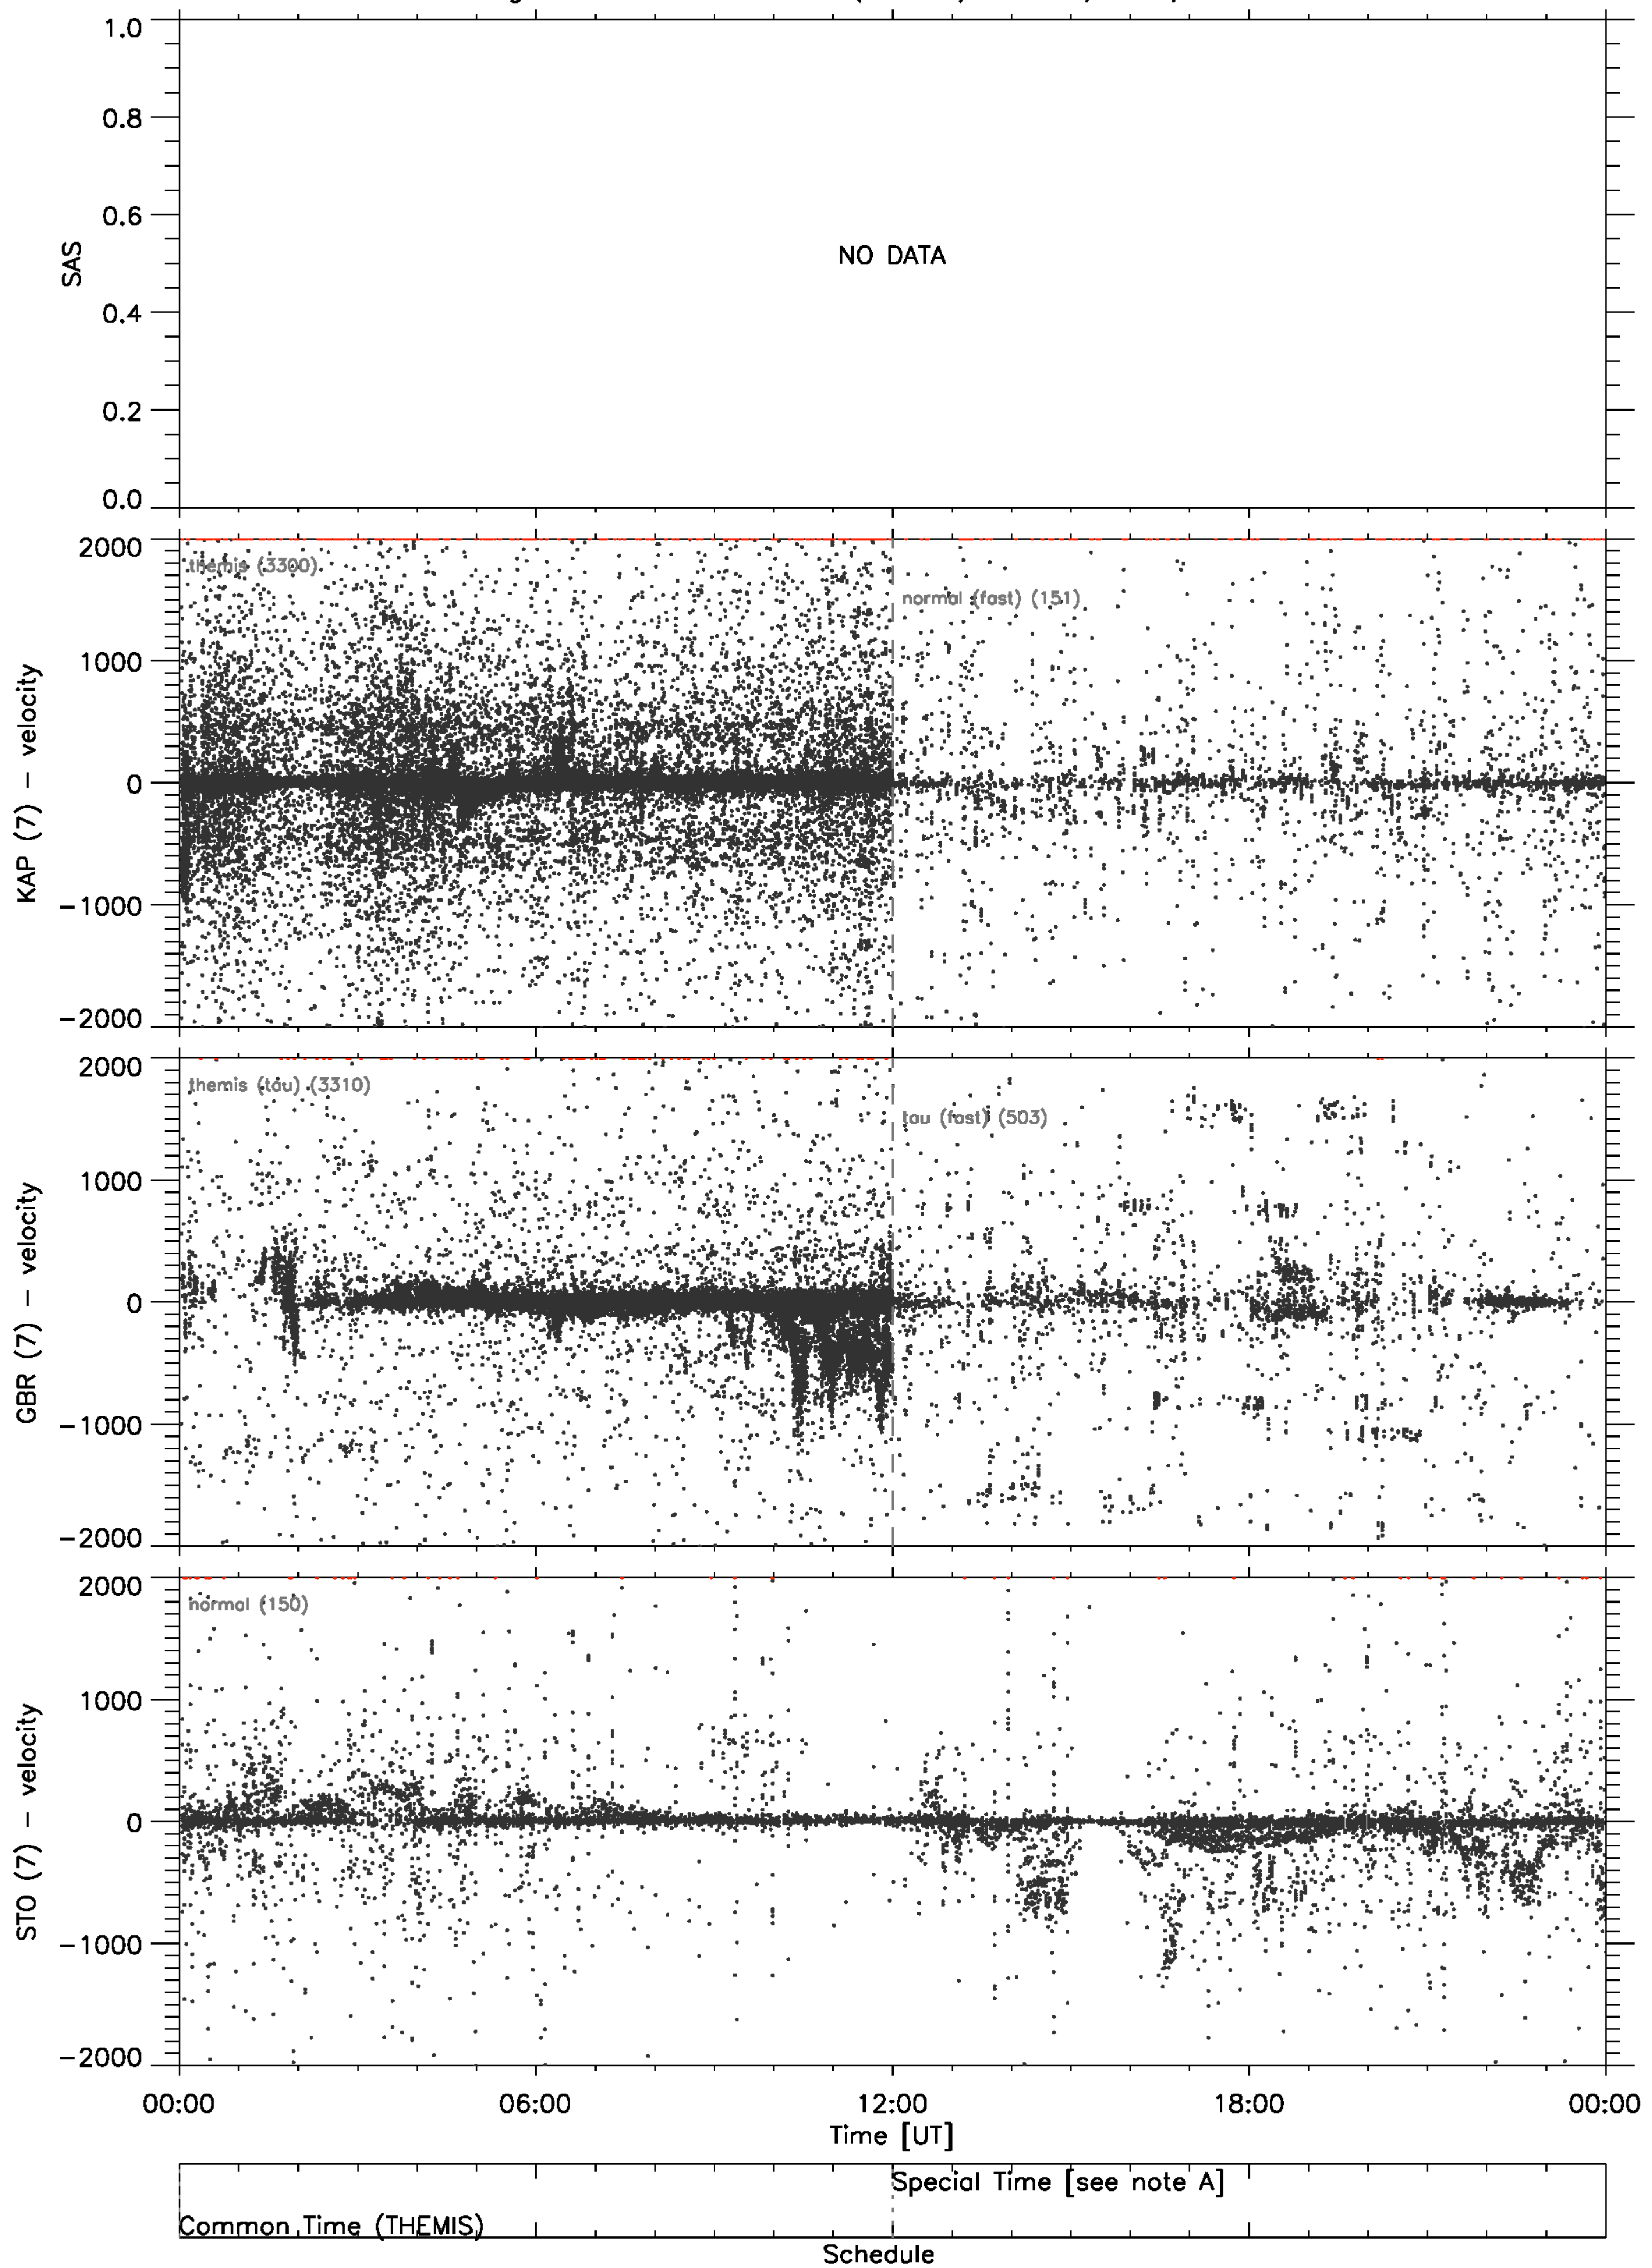 1.0
0.8
0.6
0.4
0.2
0.0
SAS
NO DATA
2000
1000
0
-1000
-2000
KAP (7) - velocity
themis (3300)
normal (fast) (151)
2000
1000
0
-1000
-2000
GBR (7) - velocity
themis (tau) (3310)
tau (fast) (503)
2000
1000
0
-1000
-2000
STO (7) - velocity
normal (150)
00:00 06:00 12:00 18:00 00:00
Time [UT]
Special Time [see note A]
Common Time (THEMIS)
Schedule